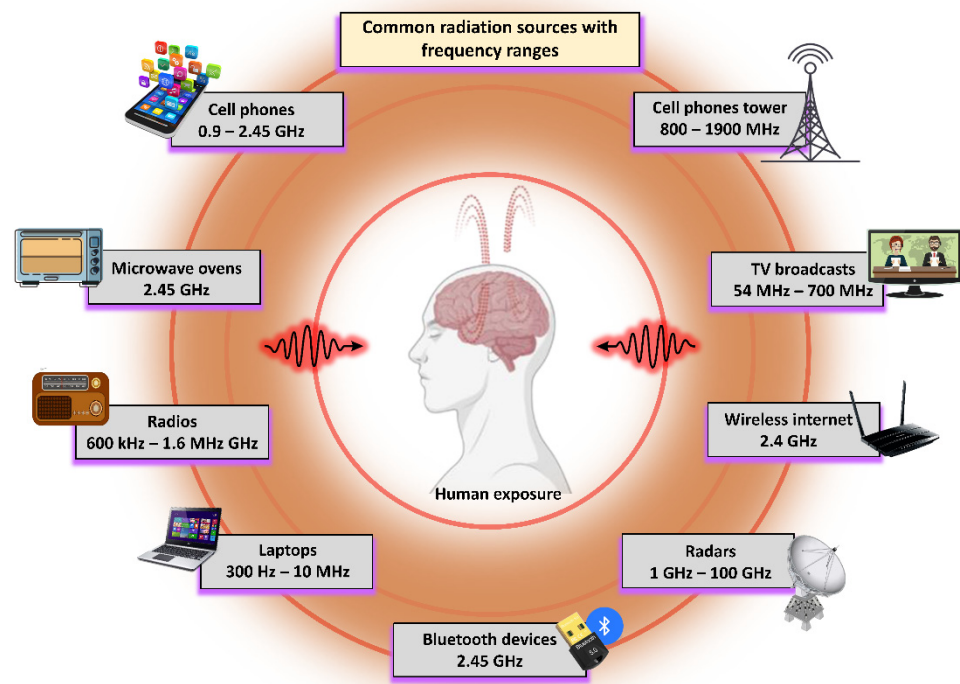 Common radiation sources with
frequency ranges
Cell phones
0.9 – 2.45 GHz
Cell phones tower
800 – 1900 MHz
Microwave ovens
2.45 GHz
TV broadcasts
54 MHz – 700 MHz
Radios
600 kHz – 1.6 MHz GHz
Wireless internet
2.4 GHz
Human exposure
Laptops
300 Hz – 10 MHz
Radars
1 GHz – 100 GHz
Bluetooth devices
2.45 GHz
Bluetooth
5.0